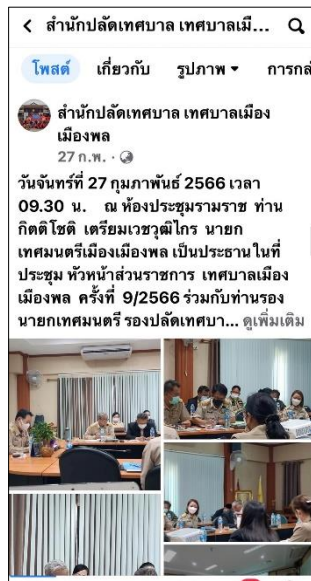 สำนักปลัดเทศบาล เทศบาลเมื...
โพสต์ เกี่ยวกับ รูปภาพ การกล่
สำนักปลัดเทศบาล เทศบาลเมือง
เมืองพล
27 ก.พ. ·
วันจันทร์ที่ 27 กุมภาพันธ์ 2566 เวลา
09.30 น. ณ ห้องประชุมรามราช ท่าน
กิตติโชติ เตรียมเวชวุฒิไกร นายก
เทศมนตรีเมืองเมืองพล เป็นประธานในที่
ประชุม หัวหน้าส่วนราชการ เทศบาลเมือง
เมืองพล ครั้งที่ 9/2566 ร่วมกับท่านรอง
นายกเทศมนตรี รองปลัดเทศบา... ดูเพิ่มเติม